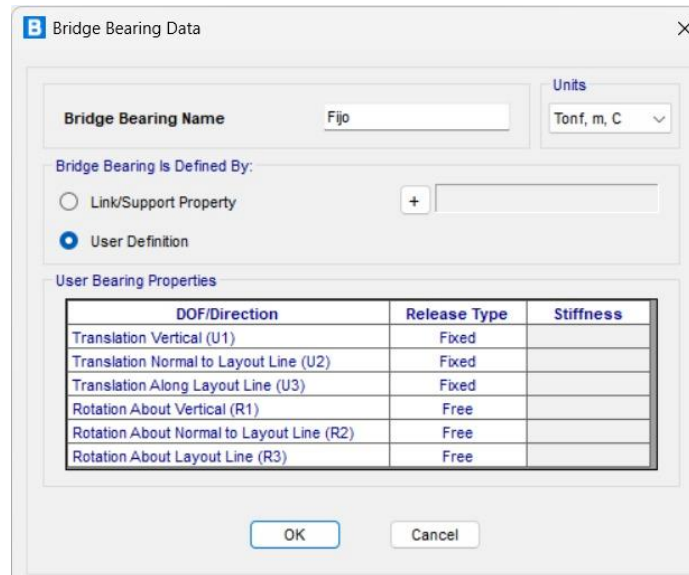 B Bridge Bearing Data
Units
Bridge Bearing Name Fijo Tonf, m, C
Bridge Bearing Is Defined By:
Link/Support Property +
User Definition
User Bearing Properties
DOF/Direction Release Type Stiffness
Translation Vertical (U1) Fixed
Translation Normal to Layout Line (U2) Fixed
Translation Along Layout Line (U3) Fixed
Rotation About Vertical (R1) Free
Rotation About Normal to Layout Line (R2) Free
Rotation About Layout Line (R3) Free
OK Cancel